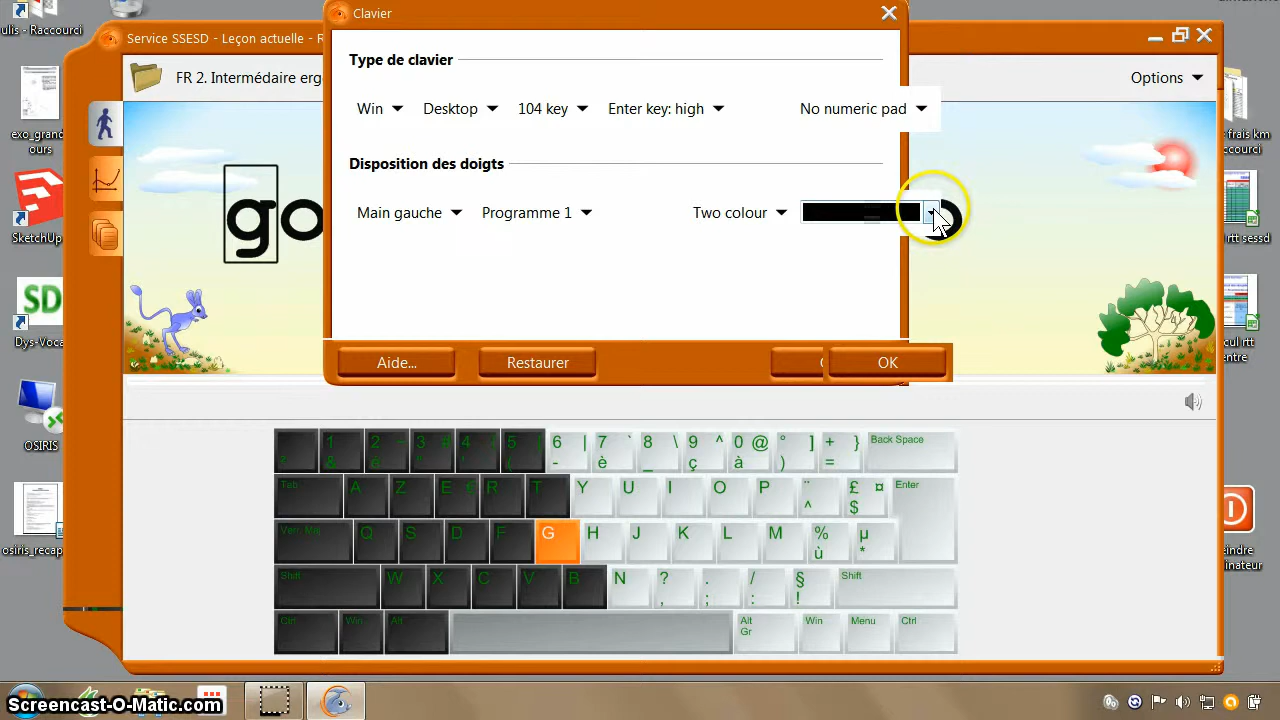 ulis - Raccourci
Clavier
Service SSESD - Leçon actuelle - R
FR 2. Intermédaire erg
Options
Type de clavier
Win
Desktop
104 key
Enter key: high
No numeric pad
Disposition des doigts
Main gauche
Programme 1
Two colour
go
Aide...
Restaurer
OK
exo_grand
ours
SketchUp
SD
Dys-Voca
OSIRIS
osiris_recap
frais km
ccourci
rtt sessd
cul rtt
entre
eindre
inateur
²
1 &
2 ~ é
3 # "
4 { '
5 [ (
6 | -
7 ` è
8 \ _
9 ^ ç
0 @ à
° ] )
+ } =
Back Space
Tab
A Z E € R T Y U I O P
¨ ^
£ ¤ $
Enter
Verr. Maj
Q S D F G H J K L M
% ù
µ *
Shift
W X C V B N
? ,
. ;
/ :
§ !
Shift
Ctrl
Win
Alt
Alt Gr
Win
Menu
Ctrl
Screencast-O-Matic.com